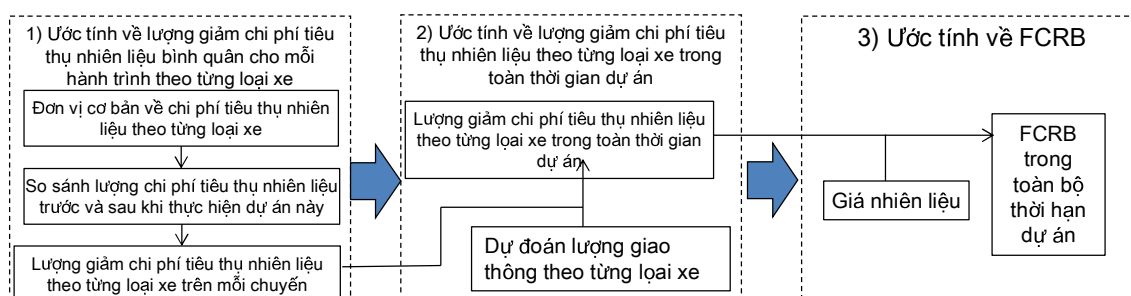 1) Ước tính về lượng giảm chi phí tiêu
thụ nhiên liệu bình quân cho mỗi
hành trình theo từng loại xe
Đơn vị cơ bản về chi phí tiêu thụ nhiên
liệu theo từng loại xe
So sánh lượng chi phí tiêu thụ nhiên liệu
trước và sau khi thực hiện dự án này
Lượng giảm chi phí tiêu thụ nhiên liệu
theo từng loại xe trên mỗi chuyến
2) Ước tính về lượng giảm chi phí tiêu
thụ nhiên liệu theo từng loại xe trong
toàn thời gian dự án
Lượng giảm chi phí tiêu thụ nhiên liệu
theo từng loại xe trong toàn thời gian
dự án
Dự đoán lượng giao
thông theo từng loại xe
3) Ước tính về FCRB
Giá nhiên liệu
FCRB
trong
toàn bộ
thời hạn
dự án